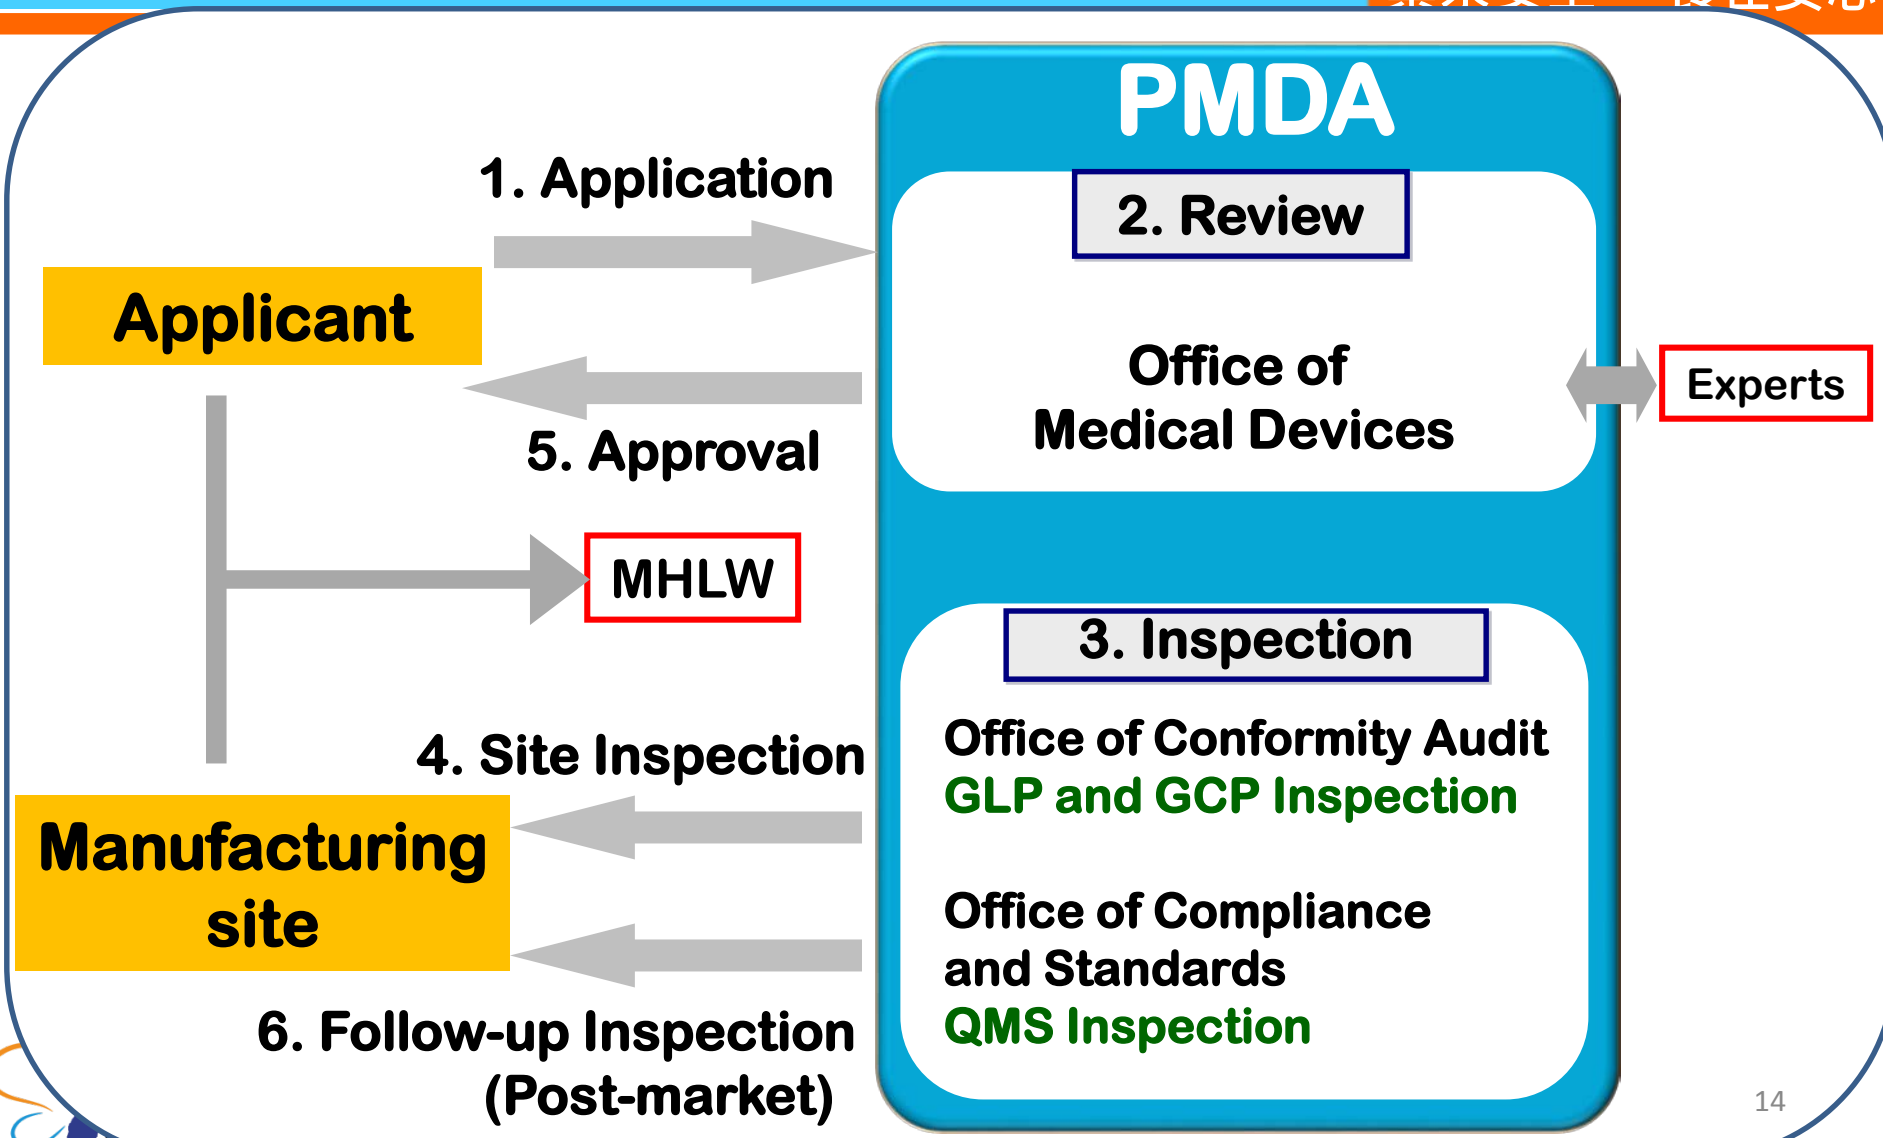 PMDA
1. Application
2. Review
Applicant
Office of
Medical Devices
Experts
5. Approval
MHLW
3. Inspection
4. Site Inspection
Office of Conformity Audit
GLP and GCP Inspection
Manufacturing
site
Office of Compliance
and Standards
QMS Inspection
6. Follow-up Inspection
(Post-market)
14